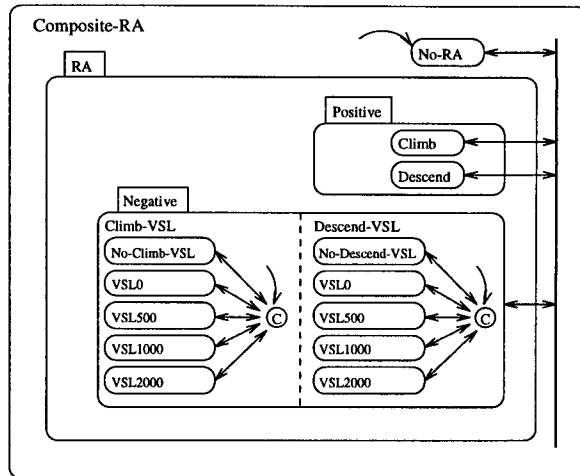 Composite-RA
No-RA
RA
Positive
Climb
Descend
Negative
Climb-VSL
No-Climb-VSL
VSL0
VSL500
VSL1000
VSL2000
C
Descend-VSL
No-Descend-VSL
VSL0
VSL500
VSL1000
VSL2000
C